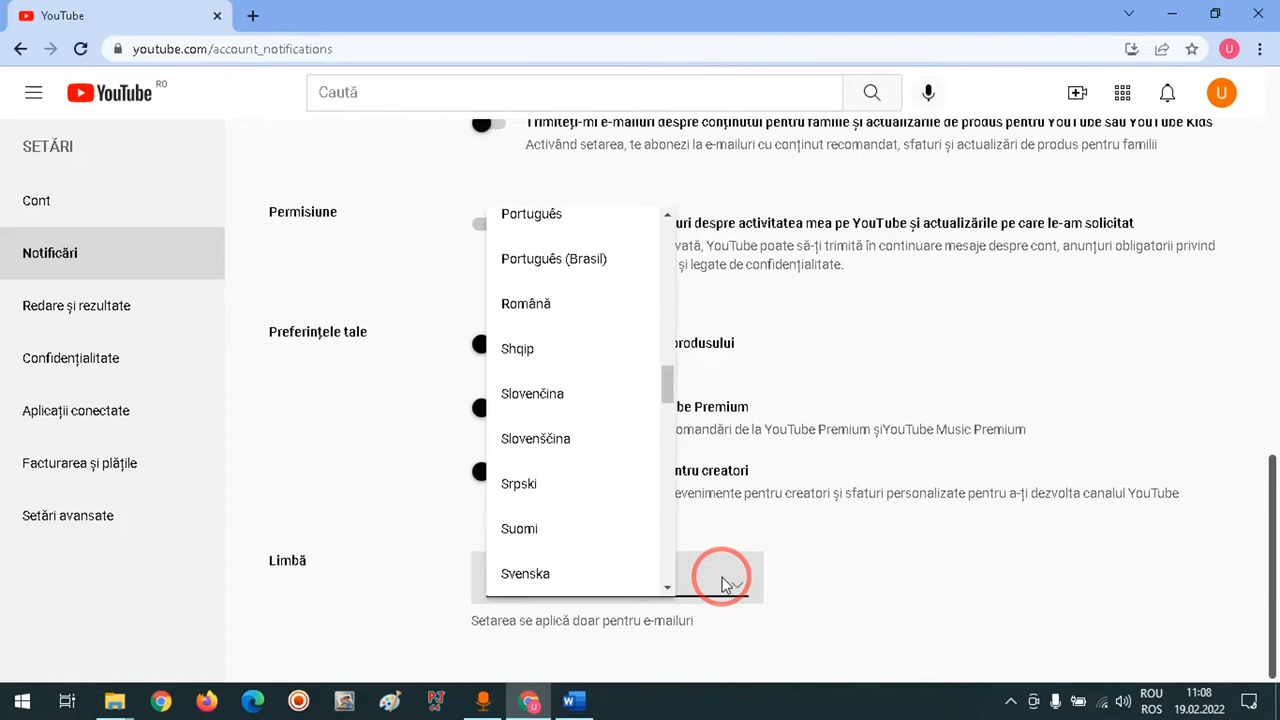 YouTube
youtube.com/account_notifications
U
YouTube
RO
Caută
U
SETĂRI
Cont
Notificări
Redare și rezultate
Confidențialitate
Aplicații conectate
Facturarea și plățile
Setări avansate
Trimiteți-mi e-mailuri despre conținutul pentru familie și actualizările de produs pentru YouTube sau YouTube Kids
Activând setarea, te abonezi la e-mailuri cu conținut recomandat, sfaturi și actualizări de produs pentru familii
Permisiune
uri despre activitatea mea pe YouTube și actualizările pe care le-am solicitat
vată, YouTube poate să-ți trimită în continuare mesaje despre cont, anunțuri obligatorii privind
și legate de confidențialitate.
Preferințele tale
produsului
be Premium
comandări de la YouTube Premium șiYouTube Music Premium
ntru creatori
evenimente pentru creatori și sfaturi personalizate pentru a-ți dezvolta canalul YouTube
Português
Português (Brasil)
Română
Shqip
Slovenčina
Slovenščina
Srpski
Suomi
Svenska
Limbă
Setarea se aplică doar pentru e-mailuri
ROU
ROS
11:08
19.02.2022